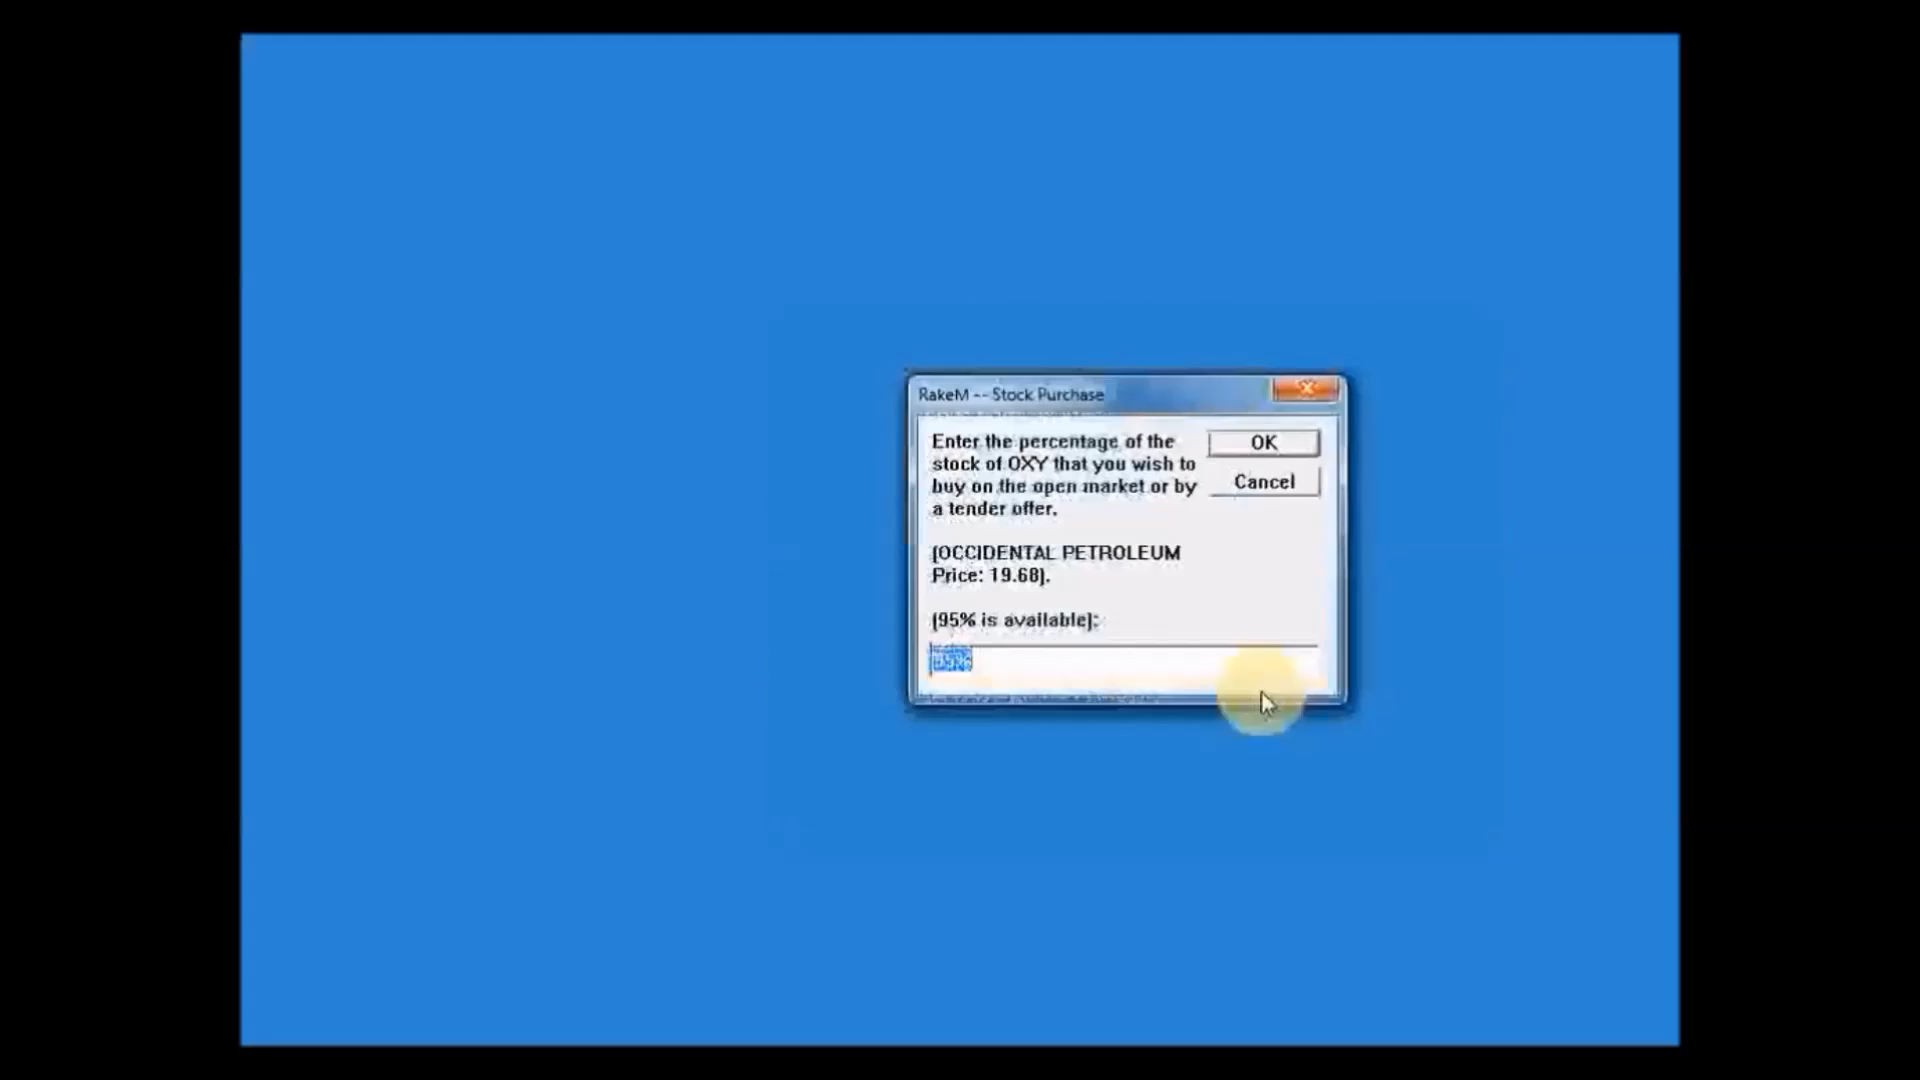 RakeM -- Stock Purchase
Enter the percentage of the
stock of OXY that you wish to
buy on the open market or by
a tender offer.
OK
Cancel
[OCCIDENTAL PETROLEUM
Price: 19.68].
[95% is available]: